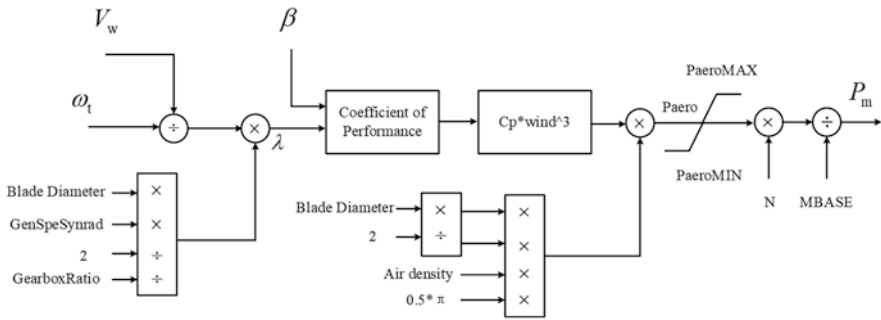 V_w
β
ω_t
÷
×
λ
Coefficient of
Performance
Cp*wind^3
×
Paero
PaeroMAX
PaeroMIN
×
÷
P_m
N
MBASE
Blade Diameter
×
GenSpeSynrad
×
2
÷
GearboxRatio
÷
Blade Diameter
×
2
÷
×
×
Air density
×
0.5* π
×